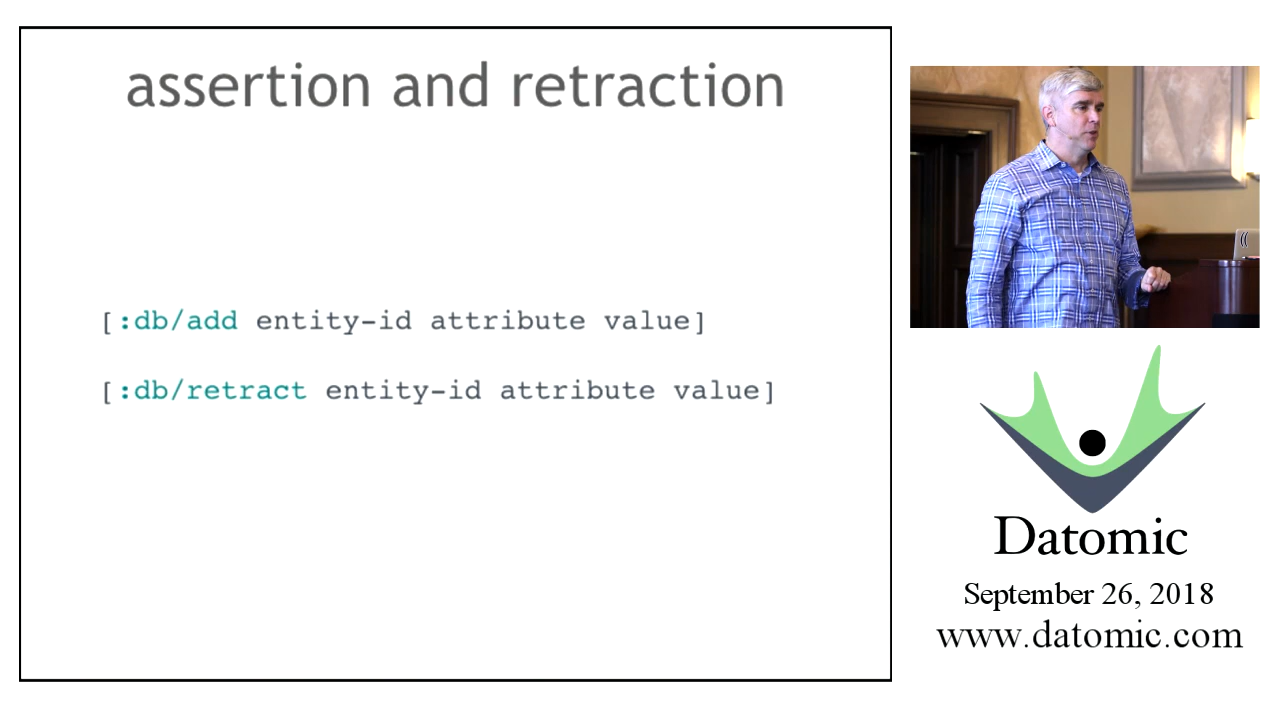 assertion and retraction
[:db/add entity-id attribute value]
[:db/retract entity-id attribute value]
Datomic
September 26, 2018
www.datomic.com